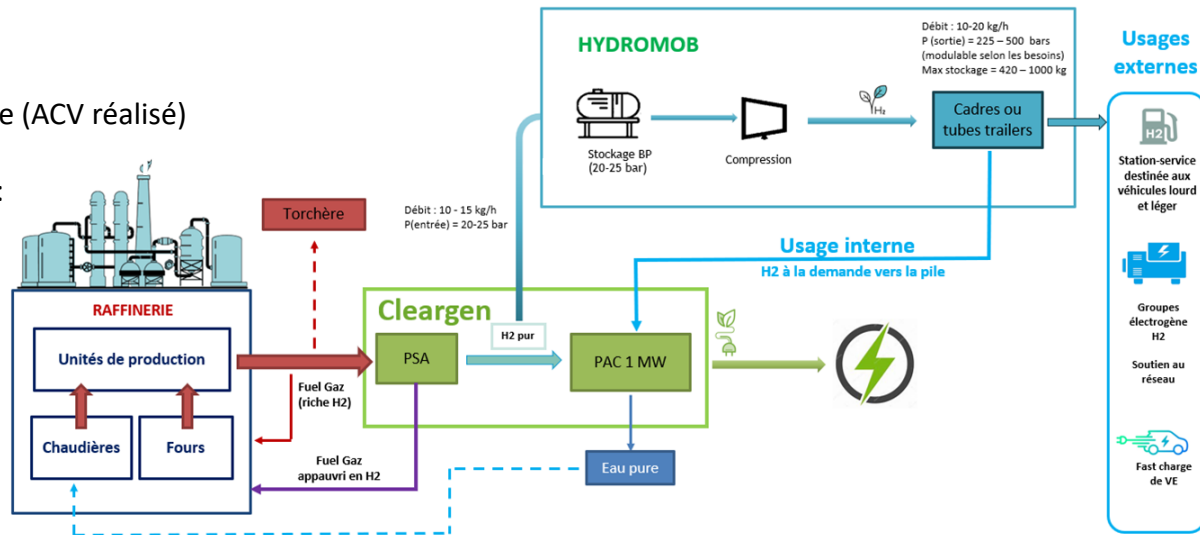 e (ACV réalisé)
:
HYDROMOB
Débit : 10-20 kg/h
P (sortie) = 225 – 500 bars
(modulable selon les besoins)
Max stockage = 420 – 1000 kg
Stockage BP
(20-25 bar)
Compression
H₂
Cadres ou
tubes trailers
Usages
externes
H2
Station-service
destinée aux
véhicules lourd
et léger
Groupes
électrogène
H2
Soutien au
réseau
Fast charge
de VE
Torchère
Débit : 10 - 15 kg/h
P(entrée) = 20-25 bar
Usage interne
H2 à la demande vers la pile
RAFFINERIE
Unités de production
Chaudières
Fours
Fuel Gaz
(riche H2)
Fuel Gaz
appauvri en H2
Cleargen
PSA
H2 pur
PAC 1 MW
Eau pure